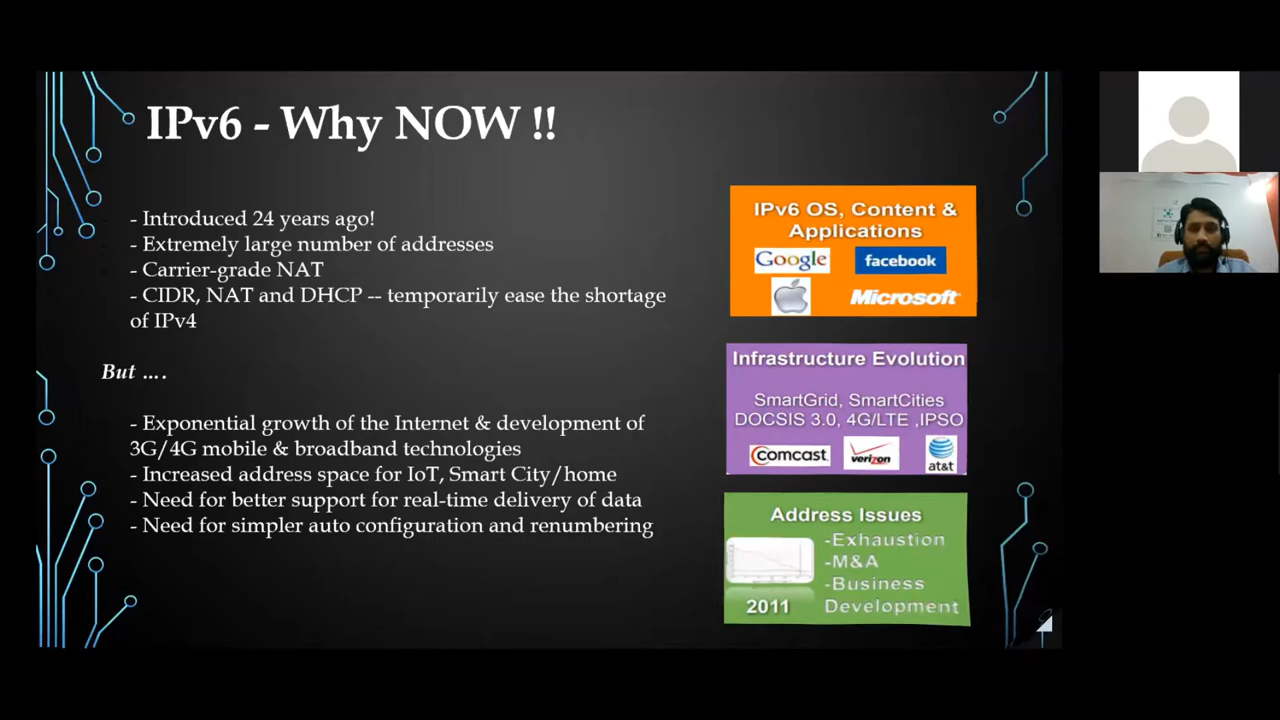 IPv6 - Why NOW !!
- Introduced 24 years ago!
- Extremely large number of addresses
- Carrier-grade NAT
- CIDR, NAT and DHCP -- temporarily ease the shortage
of IPv4
But ….
- Exponential growth of the Internet & development of
3G/4G mobile & broadband technologies
- Increased address space for IoT, Smart City/home
- Need for better support for real-time delivery of data
- Need for simpler auto configuration and renumbering
IPv6 OS, Content &
Applications
Google
facebook
Microsoft
Infrastructure Evolution
SmartGrid, SmartCities
DOCSIS 3.0, 4G/LTE ,IPSO
Comcast
verizon
at&t
Address Issues
-Exhaustion
-M&A
-Business
Development
2011